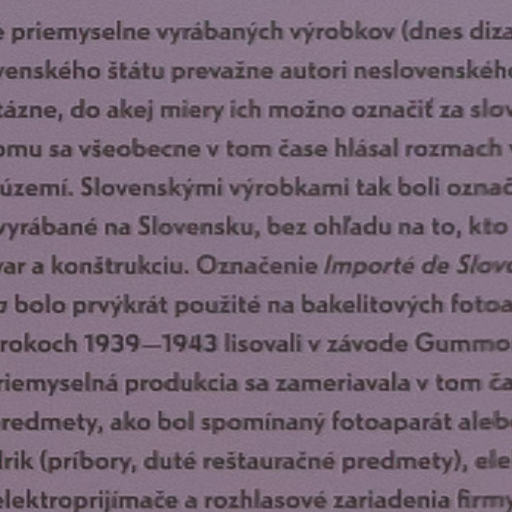 priemyselne vyrábaných výrobkov (dnes diza
venského štátu prevažne autori neslovenskéh
tázne, do akej miery ich možno označiť za slov
omu sa všeobecne v tom čase hlásal rozmach
území. Slovenskými výrobkami tak boli označ
vyrábané na Slovensku, bez ohľadu na to, kto
var a konštrukciu. Označenie Importé de Slova
a bolo prvýkrát použité na bakelitových fotoa
rokoch 1939—1943 lisovali v závode Gummo
riemyselná produkcia sa zameriavala v tom ča
redmety, ako bol spomínaný fotoaparát aleb
drik (príbory, duté reštauračné predmety), ele
elektroprijímače a rozhlasové zariadenia firmy